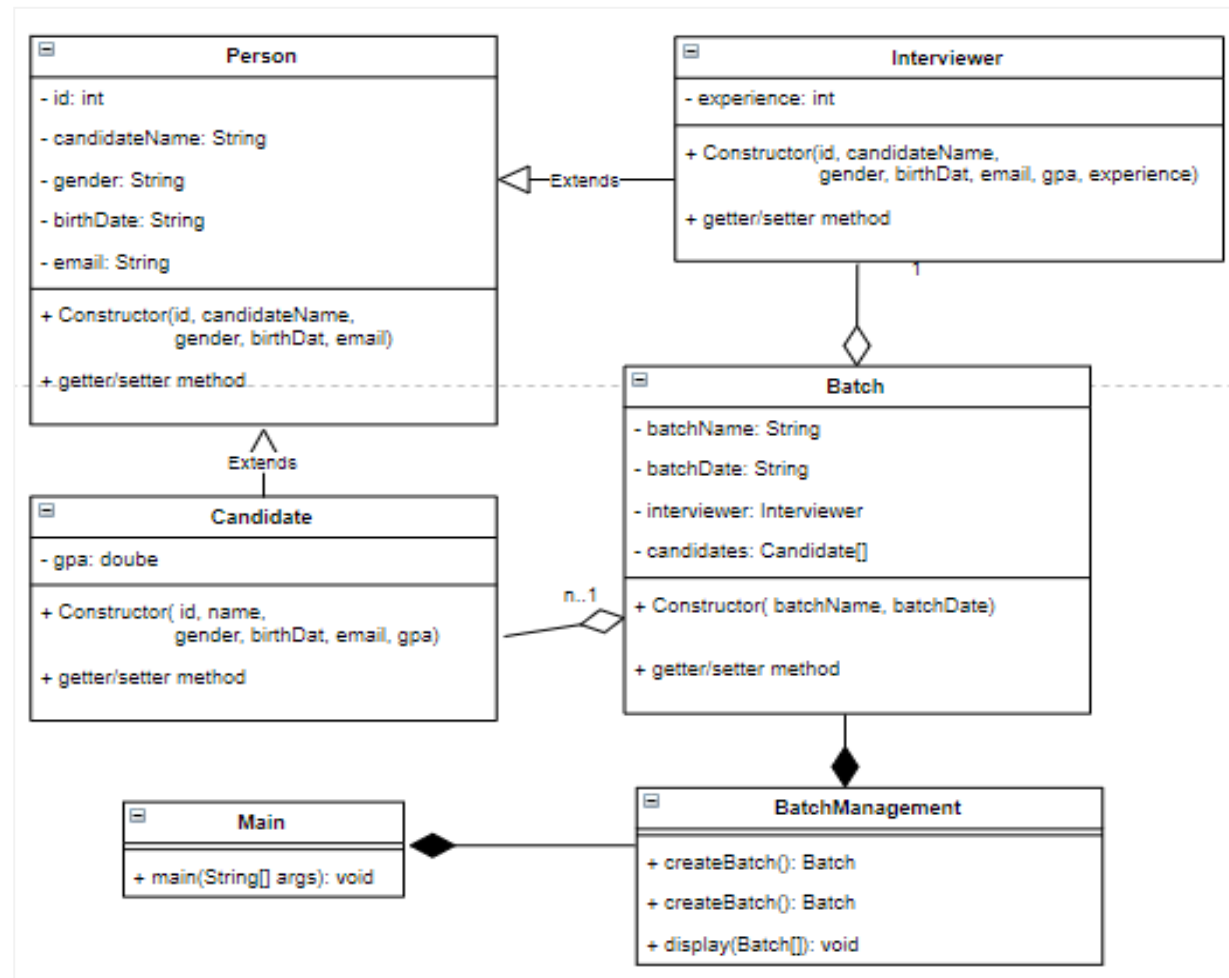 Person
- id: int
- candidateName: String
- gender: String
- birthDate: String
- email: String
+ Constructor(id, candidateName,
gender, birthDat, email)
+ getter/setter method
Extends
Interviewer
- experience: int
+ Constructor(id, candidateName,
gender, birthDat, email, gpa, experience)
+ getter/setter method
1
Extends
Candidate
- gpa: doube
+ Constructor( id, name,
gender, birthDat, email, gpa)
+ getter/setter method
n..1
Batch
- batchName: String
- batchDate: String
- interviewer: Interviewer
- candidates: Candidate[]
+ Constructor( batchName, batchDate)
+ getter/setter method
Main
+ main(String[] args): void
BatchManagement
+ createBatch(): Batch
+ createBatch(): Batch
+ display(Batch[]): void